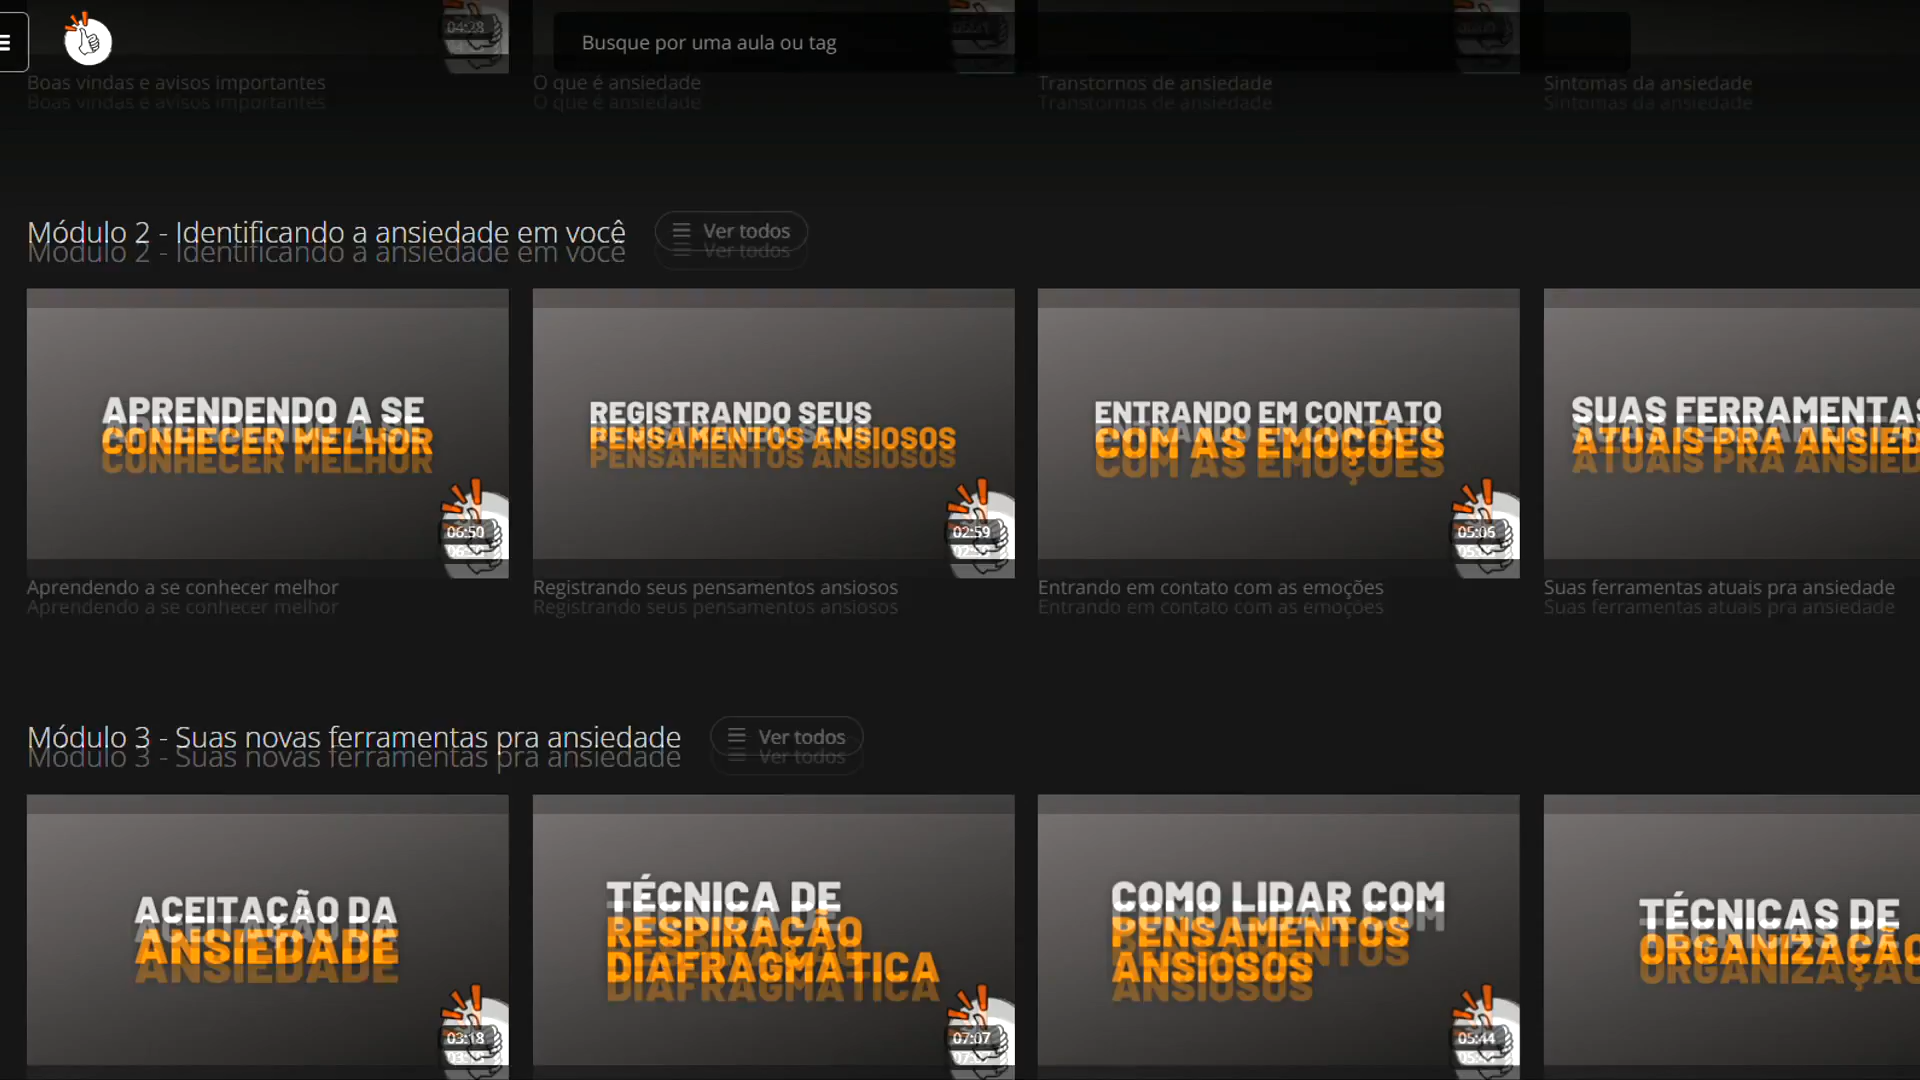 04:28
Busque por uma aula ou tag
Boas vindas e avisos importantes
O que é ansiedade
Transtornos de ansiedade
Sintomas da ansiedade
Módulo 2 - Identificando a ansiedade em você
Ver todos
APRENDENDO A SE
CONHECER MELHOR
06:50
REGISTRANDO SEUS
PENSAMENTOS ANSIOSOS
02:59
ENTRANDO EM CONTATO
COM AS EMOÇÕES
05:06
SUAS FERRAMENTAS
ATUAIS PRA ANSIED
Aprendendo a se conhecer melhor
Registrando seus pensamentos ansiosos
Entrando em contato com as emoções
Suas ferramentas atuais pra ansiedade
Módulo 3 - Suas novas ferramentas pra ansiedade
Ver todos
ACEITAÇÃO DA
ANSIEDADE
03:18
TÉCNICA DE
RESPIRAÇÃO
DIAFRAGMÁTICA
07:07
COMO LIDAR COM
PENSAMENTOS
ANSIOSOS
05:44
TÉCNICAS DE
ORGANIZAÇÃO